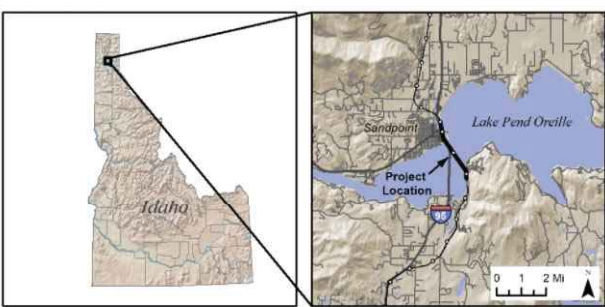 Idaho
Sandpoint
Lake Pend Oreille
Project
Location
95
0 1 2 Mi
N